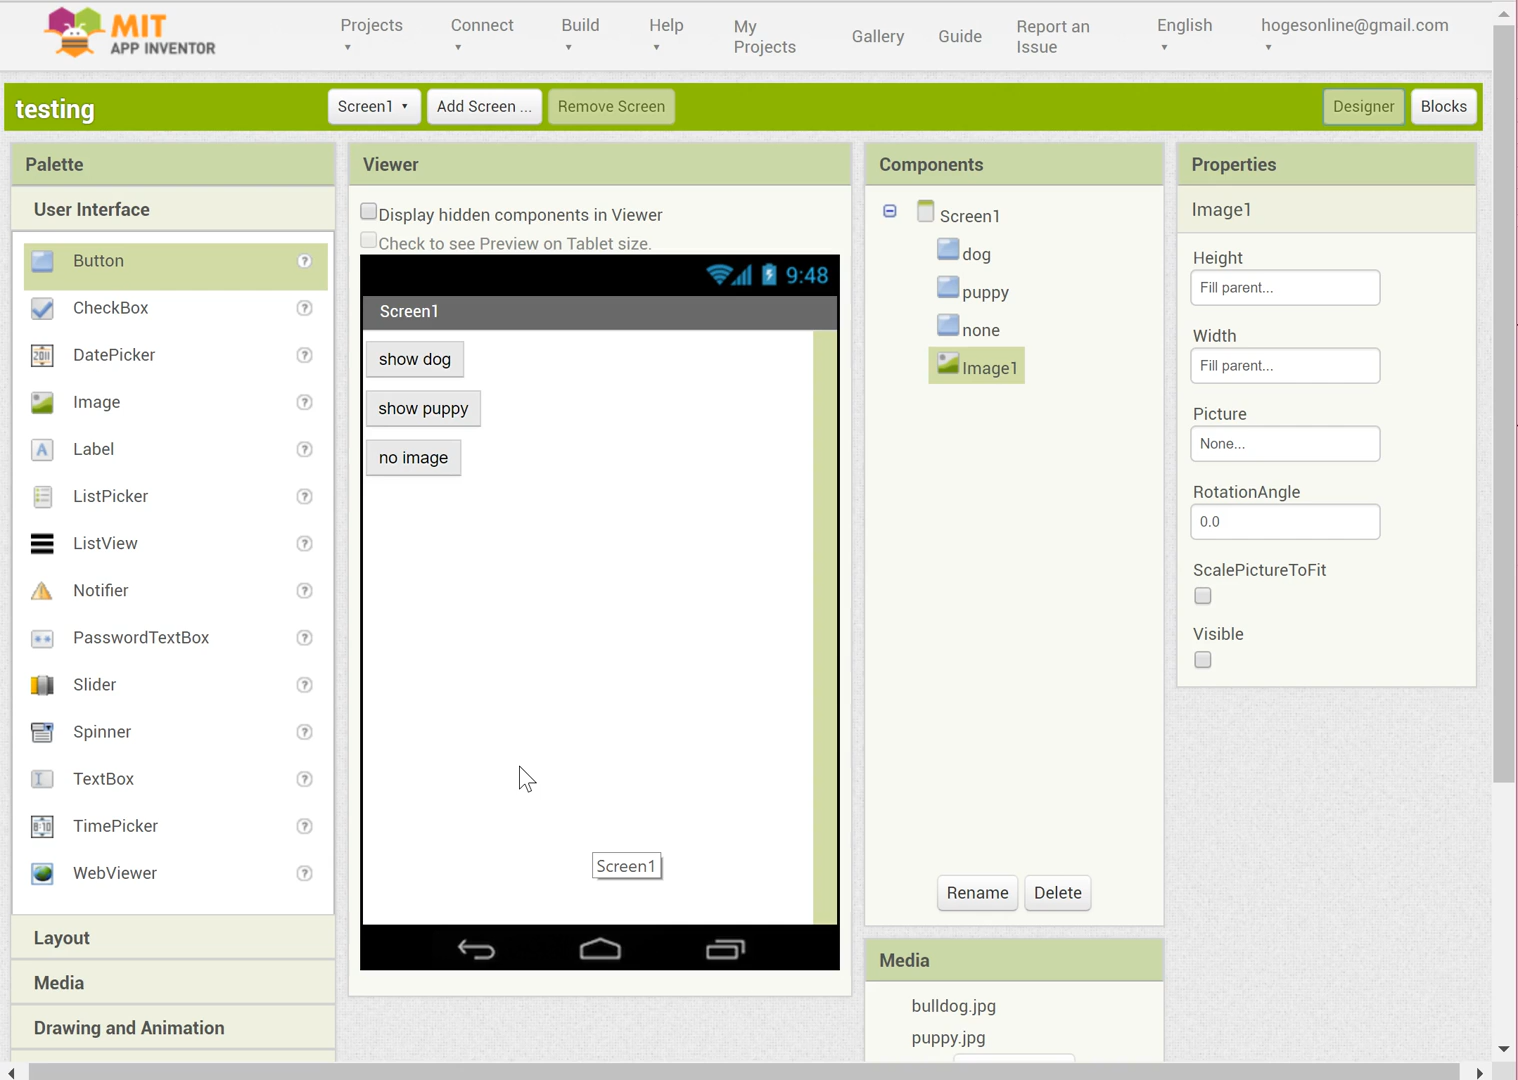 MIT
APP INVENTOR
Projects
Connect
Build
Help
My
Projects
Gallery
Guide
Report an
Issue
English
hogesonline@gmail.com
testing
Screen1
Add Screen ...
Remove Screen
Designer
Blocks
Palette
User Interface
Button
?
CheckBox
?
2011
DatePicker
?
Image
?
A
Label
?
ListPicker
?
ListView
?
Notifier
?
PasswordTextBox
?
Slider
?
Spinner
?
TextBox
?
TimePicker
?
WebViewer
?
Layout
Media
Drawing and Animation
Viewer
Display hidden components in Viewer
Check to see Preview on Tablet size.
9:48
Screen1
show dog
show puppy
no image
Screen1
Components
Screen1
dog
puppy
none
Image1
Rename
Delete
Media
bulldog.jpg
puppy.jpg
Properties
Image1
Height
Fill parent...
Width
Fill parent...
Picture
None...
RotationAngle
0.0
ScalePictureToFit
Visible